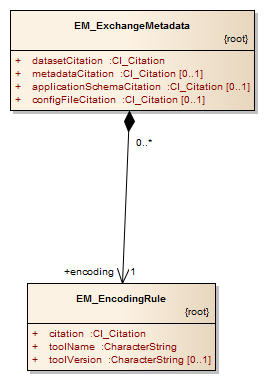 EM_ExchangeMetadata
{root}
+ datasetCitation :CI_Citation
+ metadataCitation :CI_Citation [0..1]
+ applicationSchemaCitation :CI_Citation [0..1]
+ configFileCitation :CI_Citation [0..1]
0..*
+encoding 1
EM_EncodingRule
{root}
+ citation :CI_Citation
+ toolName :CharacterString
+ toolVersion :CharacterString [0..1]